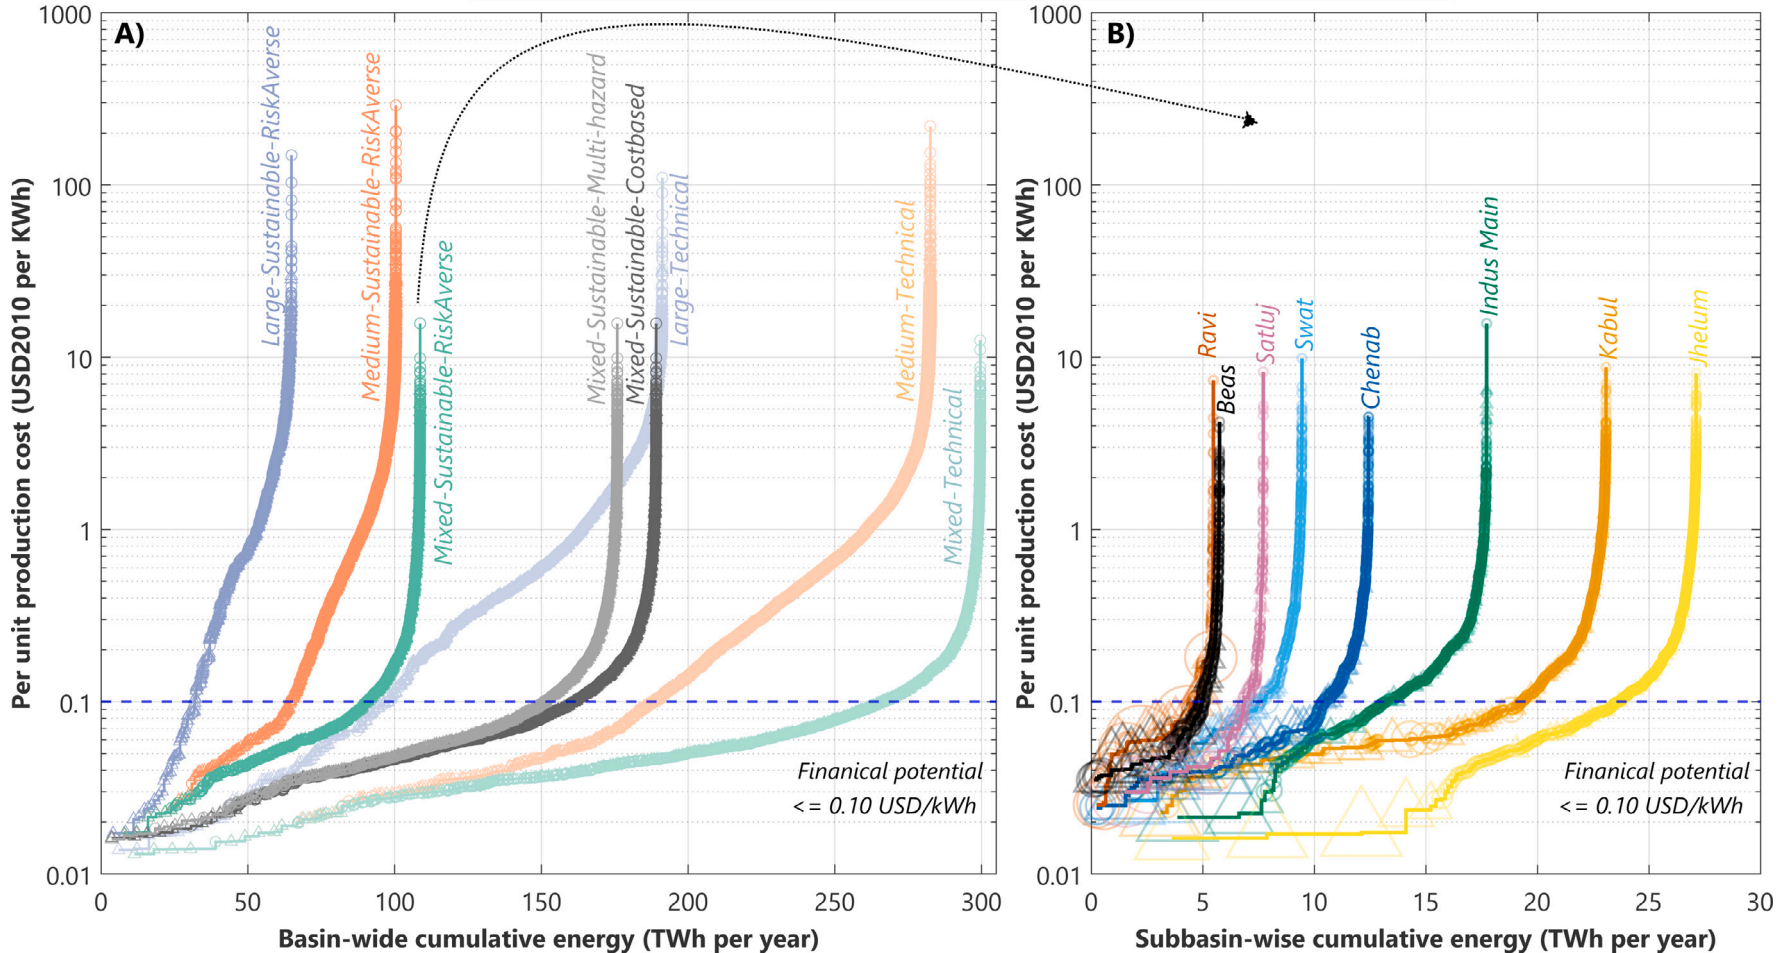 A)
Per unit production cost (USD2010 per KWh)
1000
100
10
1
0.1
0.01
Large-Sustainable-RiskAverse
Medium-Sustainable-RiskAverse
Mixed-Sustainable-RiskAverse
Mixed-Sustainable-Multi-hazard
Mixed-Sustainable-Costbased
Large-Technical
Medium-Technical
Mixed-Technical
Finanical potential
<= 0.10 USD/kWh
0 50 100 150 200 250 300
Basin-wide cumulative energy (TWh per year)
B)
Per unit production cost (USD2010 per KWh)
1000
100
10
1
0.1
0.01
Ravi
Beas
Satluj
Swat
Chenab
Indus Main
Kabul
Jhelum
Finanical potential
<= 0.10 USD/kWh
0 5 10 15 20 25 30
Subbasin-wise cumulative energy (TWh per year)